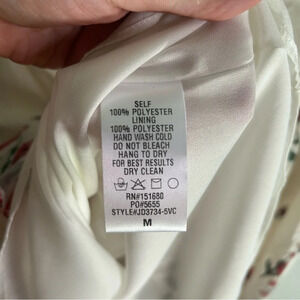 SELF
100% POLYESTER
LINING
100% POLYESTER
HAND WASH COLD
DO NOT BLEACH
HANG TO DRY
FOR BEST RESULTS
DRY CLEAN
RN#151680
PO#5655
STYLE#JD3734-5VC
M